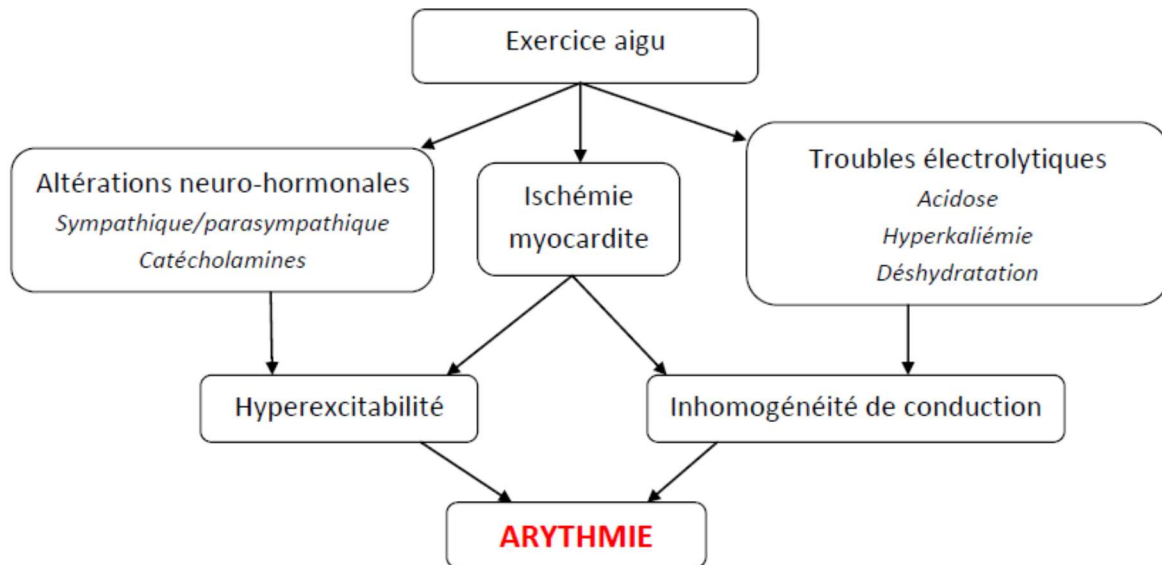 Exercice aigu
Altérations neuro-hormonales
Sympathique/parasympathique
Catécholamines
Ischémie
myocardite
Troubles électrolytiques
Acidose
Hyperkaliémie
Déshydratation
Hyperexcitabilité
Inhomogénéité de conduction
ARYTHMIE